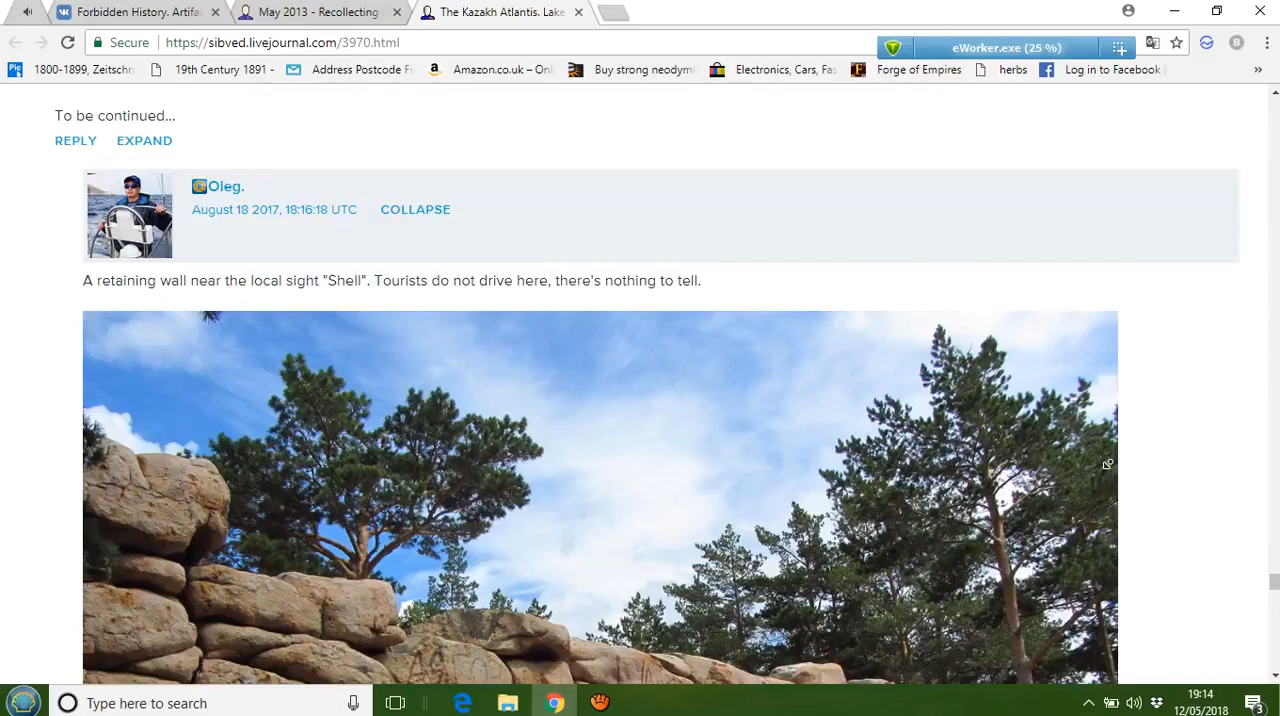 Forbidden History. Artifa
May 2013 - Recollecting
The Kazakh Atlantis. Lake
Secure
https://sibved.livejournal.com/3970.html
eWorker.exe (25 %)
B
1800-1899, Zeitschr
19th Century 1891 -
Address Postcode F
Amazon.co.uk – Onl
Buy strong neodym
Electronics, Cars, Fas
Forge of Empires
herbs
Log in to Facebook
»
To be continued...
REPLY EXPAND
@Oleg.
August 18 2017, 18:16:18 UTC COLLAPSE
A retaining wall near the local sight "Shell". Tourists do not drive here, there's nothing to tell.
Type here to search
19:14
12/05/2018
3